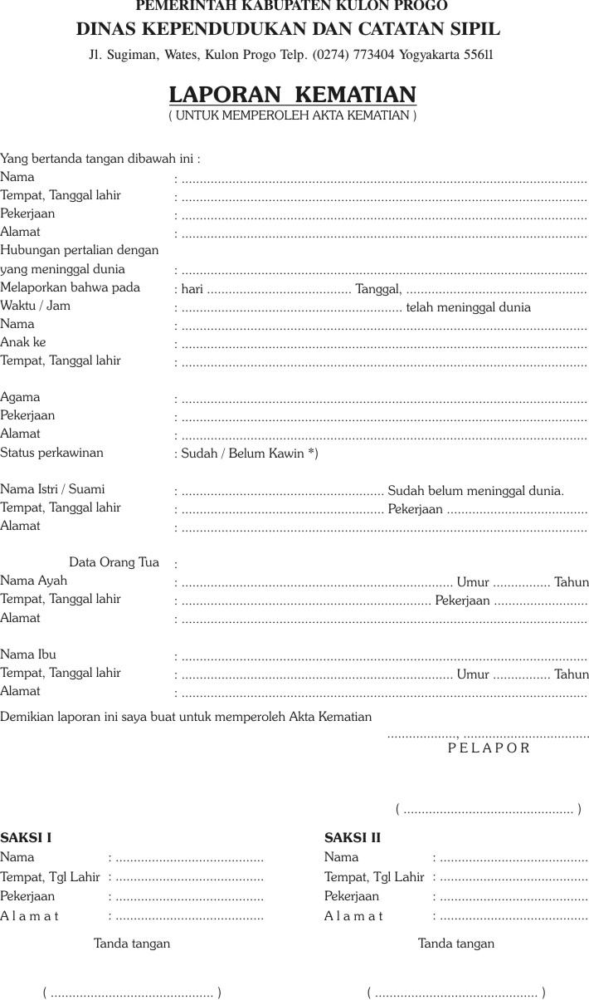 PEMERINTAH KABUPATEN KULON PROGO
DINAS KEPENDUDUKAN DAN CATATAN SIPIL
Jl. Sugiman, Wates, Kulon Progo Telp. (0274) 773404 Yogyakarta 55611
LAPORAN KEMATIAN
( UNTUK MEMPEROLEH AKTA KEMATIAN )
Yang bertanda tangan dibawah ini :
Nama : ................................................................................................................
Tempat, Tanggal lahir : ................................................................................................................
Pekerjaan : ................................................................................................................
Alamat : ................................................................................................................
Hubungan pertalian dengan
yang meninggal dunia : ................................................................................................................
Melaporkan bahwa pada : hari ........................................ Tanggal, ..................................................
Waktu / Jam : ............................................................. telah meninggal dunia
Nama : ................................................................................................................
Anak ke : ................................................................................................................
Tempat, Tanggal lahir : ................................................................................................................
Agama : ................................................................................................................
Pekerjaan : ................................................................................................................
Alamat : ................................................................................................................
Status perkawinan : Sudah / Belum Kawin *)
Nama Istri / Suami : ........................................................ Sudah belum meninggal dunia.
Tempat, Tanggal lahir : ........................................................ Pekerjaan .......................................
Alamat : ................................................................................................................
Data Orang Tua :
Nama Ayah : ........................................................................... Umur ................ Tahun
Tempat, Tanggal lahir : ..................................................................... Pekerjaan ..........................
Alamat : ................................................................................................................
Nama Ibu : ................................................................................................................
Tempat, Tanggal lahir : ........................................................................... Umur ................ Tahun
Alamat : ................................................................................................................
Demikian laporan ini saya buat untuk memperoleh Akta Kematian
..................., ...................................
P E L A P O R
( ............................................... )
SAKSI I SAKSI II
Nama : ......................................... Nama : .........................................
Tempat, Tgl Lahir : ......................................... Tempat, Tgl Lahir : .........................................
Pekerjaan : ......................................... Pekerjaan : .........................................
A l a m a t : ......................................... A l a m a t : .........................................
Tanda tangan Tanda tangan
( ............................................. ) ( ............................................. )